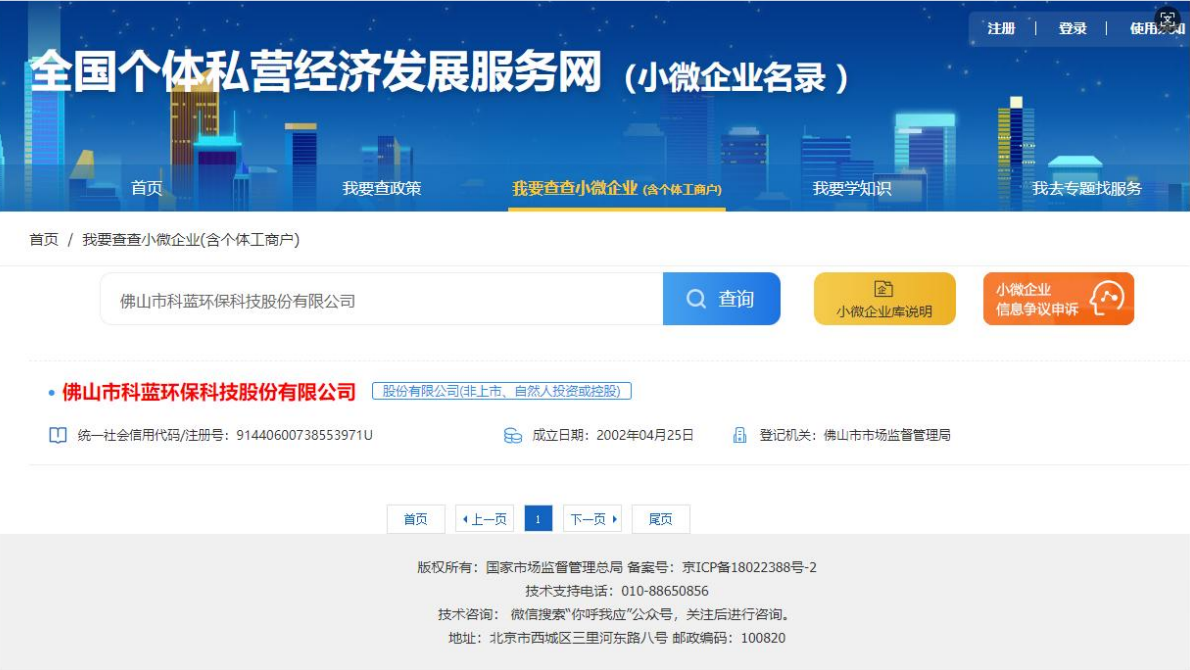 注册 | 登录 | 使用须知
全国个体私营经济发展服务网（小微企业名录）
首页 我要查政策 我要查查小微企业 (含个体工商户) 我要学知识 我去专题找服务
首页 / 我要查查小微企业(含个体工商户)
佛山市科蓝环保科技股份有限公司 查询
小微企业库说明
小微企业
信息争议申诉
佛山市科蓝环保科技股份有限公司 股份有限公司(非上市、自然人投资或控股)
统一社会信用代码/注册号：91440600738553971U 成立日期：2002年04月25日 登记机关：佛山市市场监督管理局
首页 上一页 1 下一页 尾页
版权所有：国家市场监督管理总局 备案号：京ICP备18022388号-2
技术支持电话：010-88650856
技术咨询： 微信搜索“你呼我应”公众号，关注后进行咨询。
地址：北京市西城区三里河东路八号 邮政编码：100820